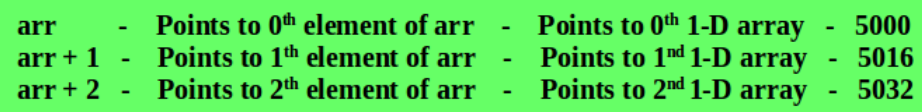 arr - Points to 0th element of arr - Points to 0th 1-D array - 5000
arr + 1 - Points to 1th element of arr - Points to 1nd 1-D array - 5016
arr + 2 - Points to 2th element of arr - Points to 2nd 1-D array - 5032